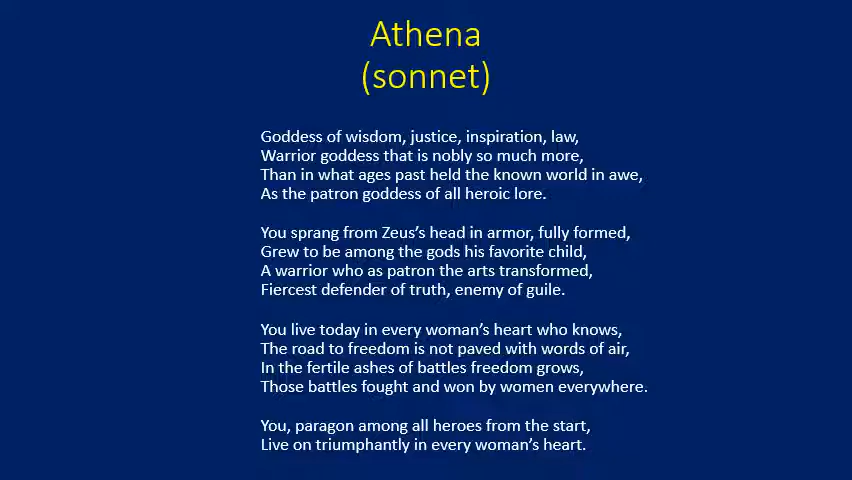 Athena
(sonnet)
Goddess of wisdom, justice, inspiration, law,
Warrior goddess that is nobly so much more,
Than in what ages past held the known world in awe,
As the patron goddess of all heroic lore.
You sprang from Zeus’s head in armor, fully formed,
Grew to be among the gods his favorite child,
A warrior who as patron the arts transformed,
Fiercest defender of truth, enemy of guile.
You live today in every woman’s heart who knows,
The road to freedom is not paved with words of air,
In the fertile ashes of battles freedom grows,
Those battles fought and won by women everywhere.
You, paragon among all heroes from the start,
Live on triumphantly in every woman’s heart.